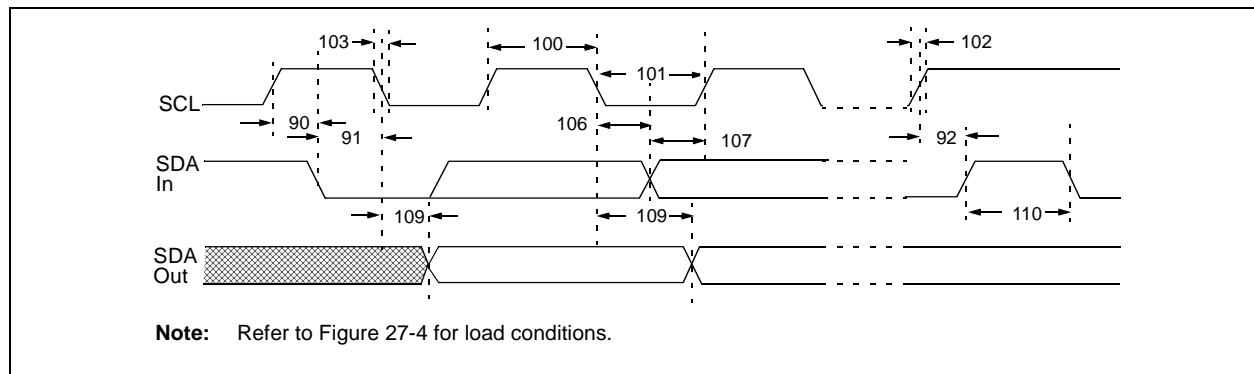 103
100
101
102
SCL
90
91
106
107
92
SDA
In
109
109
110
SDA
Out
Note: Refer to Figure 27-4 for load conditions.